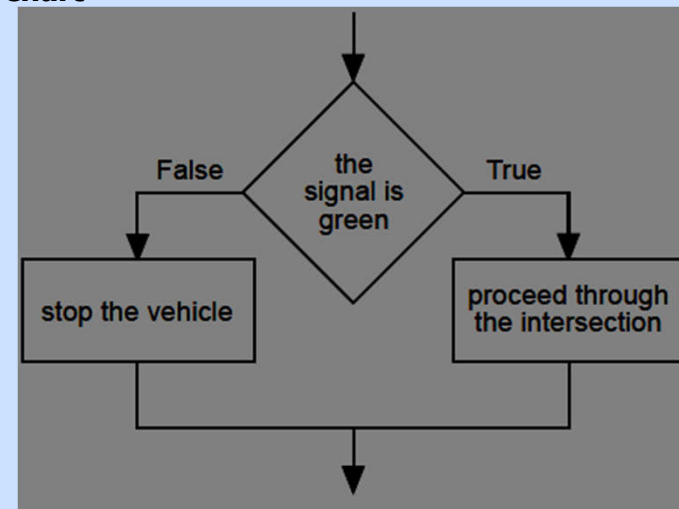 the
signal is
green
False
True
stop the vehicle
proceed through
the intersection